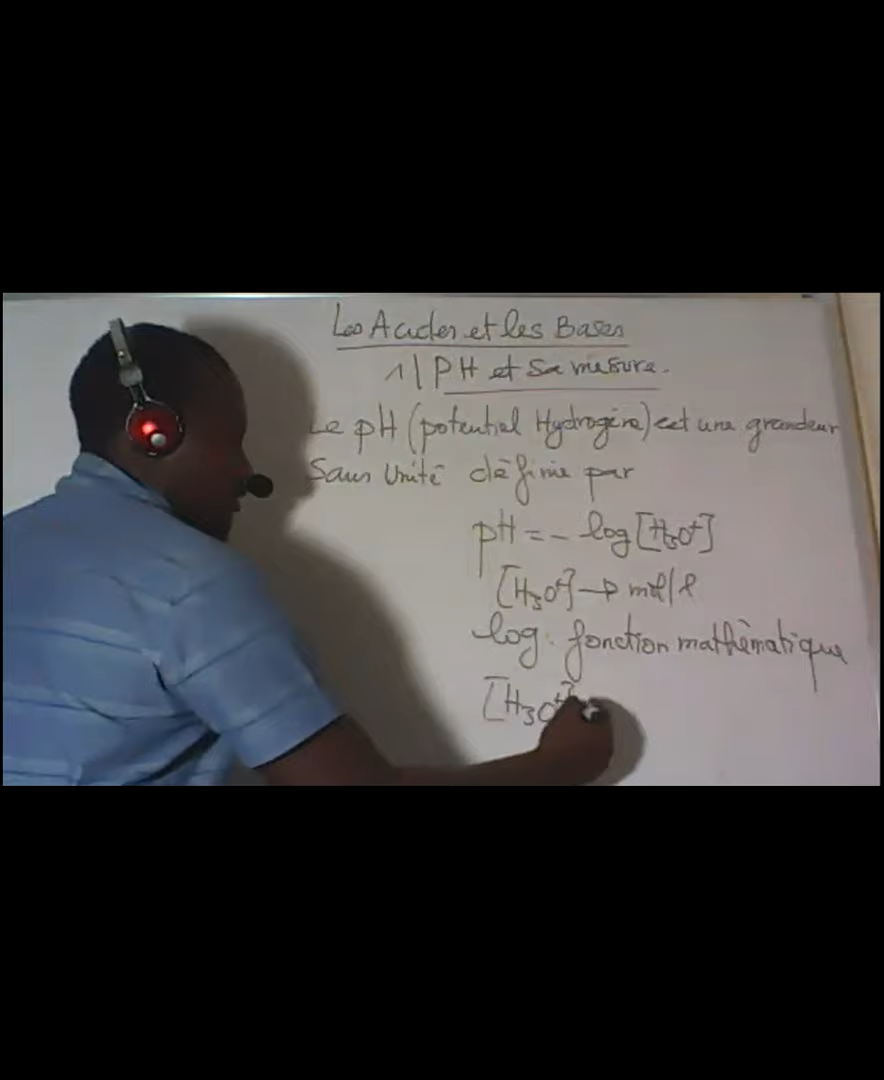 Les Acides et les Bases
1/ PH et Sa mesure.
Le pH (potentiel Hydrogène) est une grandeur
Sans Unité définie par
pH = - log [H₃O⁺]
[H₃O⁺] → mol/l
log : fonction mathématique
[H₃O⁺]